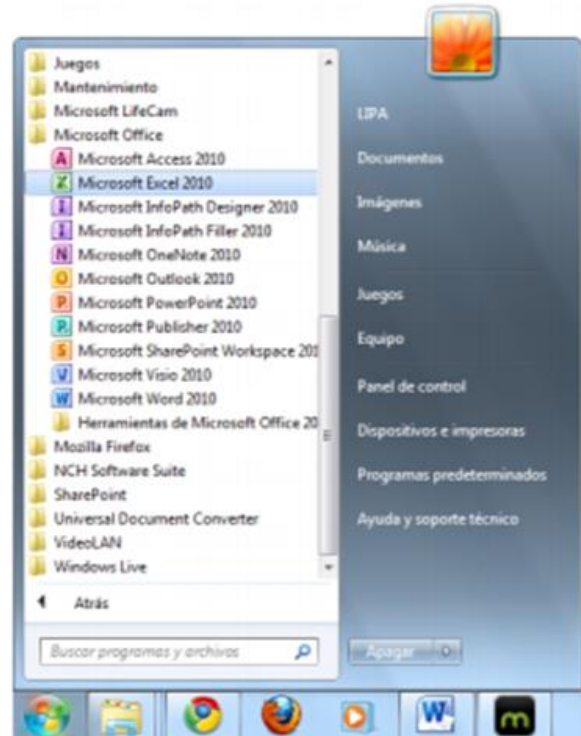 Juegos
Mantenimiento
Microsoft LifeCam
Microsoft Office
Microsoft Access 2010
Microsoft Excel 2010
Microsoft InfoPath Designer 2010
Microsoft InfoPath Filler 2010
Microsoft OneNote 2010
Microsoft Outlook 2010
Microsoft PowerPoint 2010
Microsoft Publisher 2010
Microsoft SharePoint Workspace 201
Microsoft Visio 2010
Microsoft Word 2010
Herramientas de Microsoft Office 20
Mozilla Firefox
NCH Software Suite
SharePoint
Universal Document Converter
VideoLAN
Windows Live
Atrás
Buscar programas y archivos
LIPA
Documentos
Imágenes
Música
Juegos
Equipo
Panel de control
Dispositivos e impresoras
Programas predeterminados
Ayuda y soporte técnico
Apagar